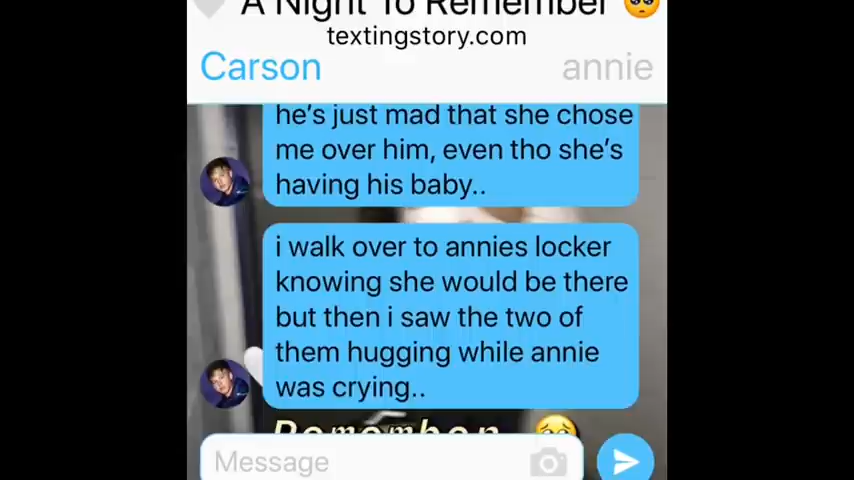 A Night To Remember 🥺
textingstory.com
Carson annie
he's just mad that she chose
me over him, even tho she's
having his baby..
i walk over to annies locker
knowing she would be there
but then i saw the two of
them hugging while annie
was crying..
Remember 🥺
Message